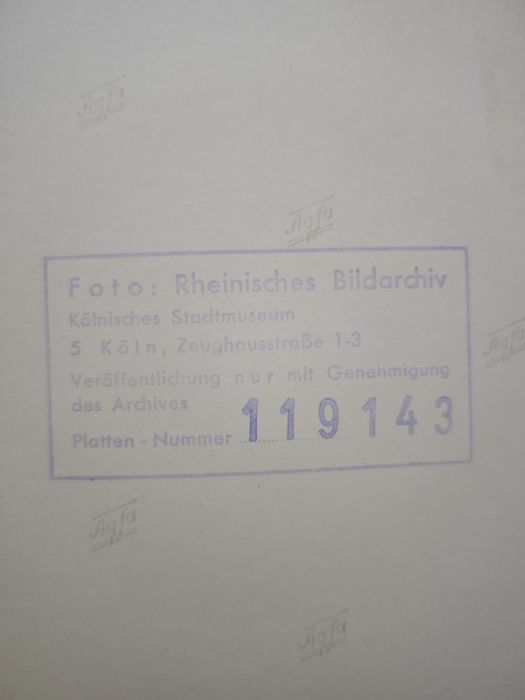 Agfa
Agfa
Foto: Rheinisches Bildarchiv
Kölnisches Stadtmuseum
5 Köln, Zeughausstraße 1-3
Agfa
Veröffentlichung nur mit Genehmigung
des Archives
Platten - Nummer 119143
Agfa
Agfa